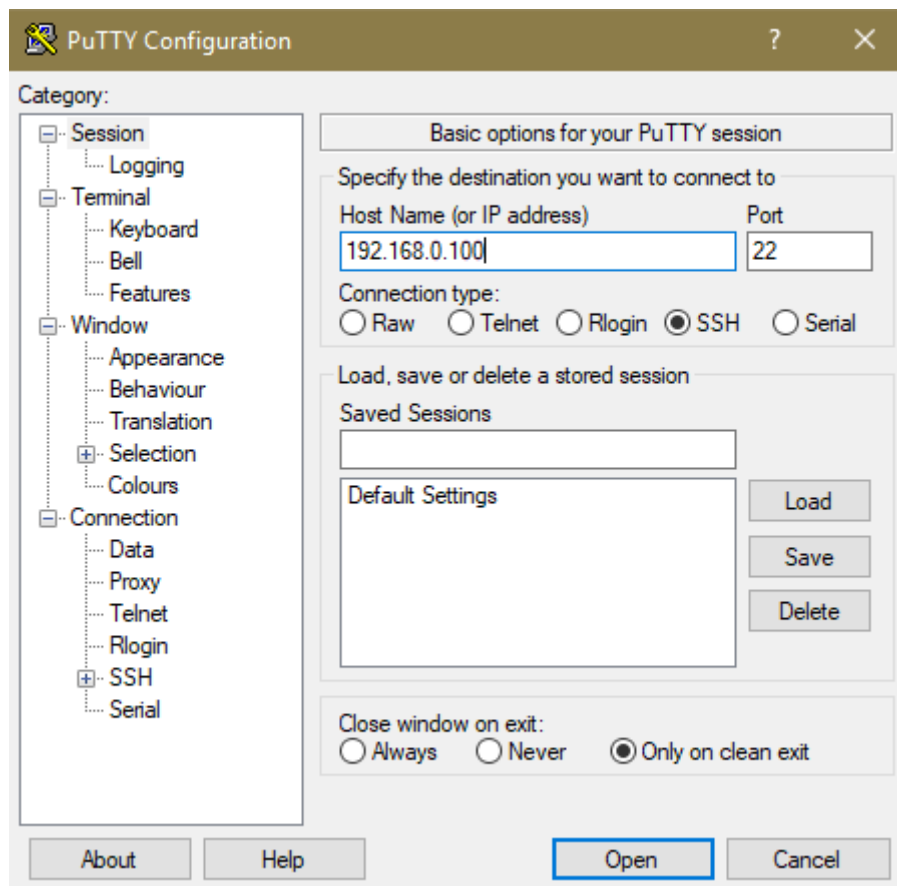 PuTTY Configuration
?
Category:
Session
Logging
Terminal
Keyboard
Bell
Features
Window
Appearance
Behaviour
Translation
Selection
Colours
Connection
Data
Proxy
Telnet
Rlogin
SSH
Serial
Basic options for your PuTTY session
Specify the destination you want to connect to
Host Name (or IP address) Port
192.168.0.100 22
Connection type:
Raw Telnet Rlogin SSH Serial
Load, save or delete a stored session
Saved Sessions
Default Settings
Load
Save
Delete
Close window on exit:
Always Never Only on clean exit
About Help Open Cancel